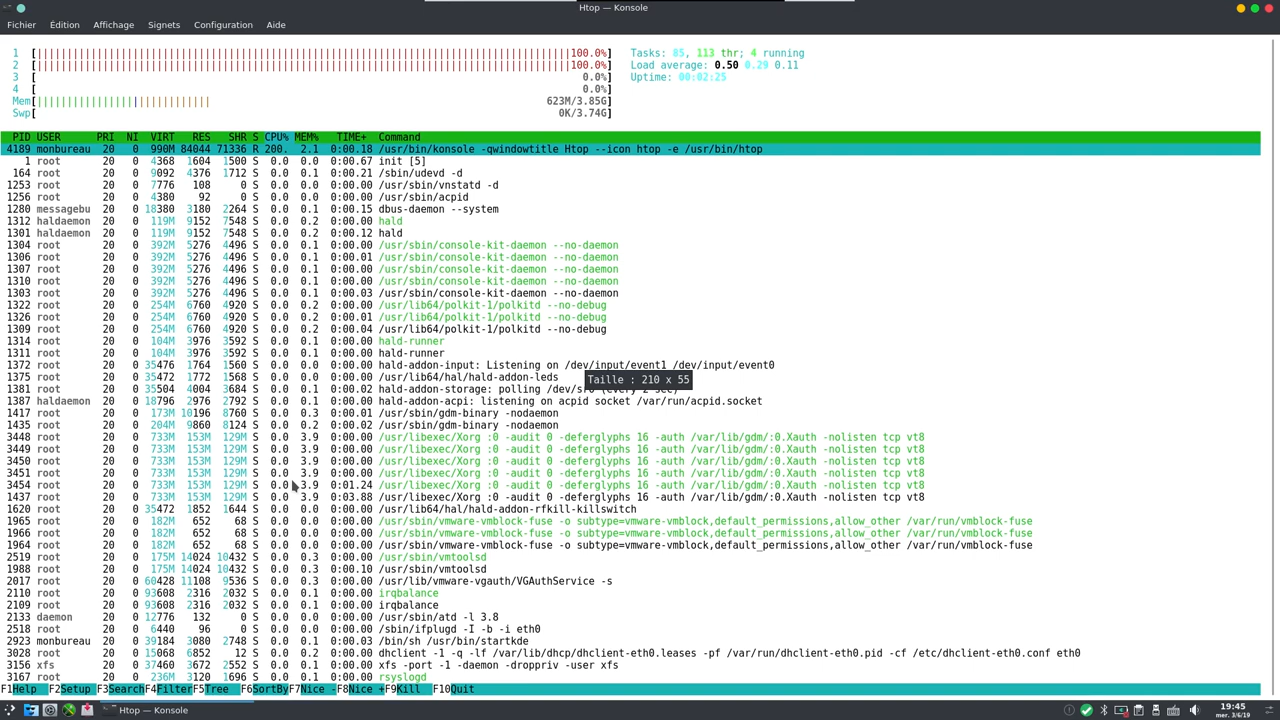 Htop — Konsole
Fichier Édition Affichage Signets Configuration Aide
1 [||||||||||||||||||||||||||||||||||||||||||||||||||||||||||||||||||||||||||||||||||||||||||100.0%] Tasks: 85, 113 thr; 4 running
2 [||||||||||||||||||||||||||||||||||||||||||||||||||||||||||||||||||||||||||||||||||||||||||100.0%] Load average: 0.50 0.29 0.11
3 [ 0.0%] Uptime: 00:02:25
4 [ 0.0%]
Mem[||||||||||||||||||||||||||||| 623M/3.85G]
Swp[ 0K/3.74G]
PID USER PRI NI VIRT RES SHR S CPU% MEM% TIME+ Command
4189 monbureau 20 0 990M 84044 71336 R 200. 2.1 0:00.18 /usr/bin/konsole -qwindowtitle Htop --icon htop -e /usr/bin/htop
1 root 20 0 4368 1604 1500 S 0.0 0.0 0:00.67 init [5]
164 root 20 0 9092 4376 1712 S 0.0 0.1 0:00.21 /sbin/udevd -d
1253 root 20 0 7776 108 0 S 0.0 0.0 0:00.00 /usr/sbin/vnstatd -d
1256 root 20 0 4380 92 0 S 0.0 0.0 0:00.00 /usr/sbin/acpid
1280 messagebu 20 0 18380 3180 2264 S 0.0 0.1 0:00.15 dbus-daemon --system
1312 haldaemon 20 0 119M 9152 7548 S 0.0 0.2 0:00.00 hald
1301 haldaemon 20 0 119M 9152 7548 S 0.0 0.2 0:00.12 hald
1304 root 20 0 392M 5276 4496 S 0.0 0.1 0:00.00 /usr/sbin/console-kit-daemon --no-daemon
1306 root 20 0 392M 5276 4496 S 0.0 0.1 0:00.01 /usr/sbin/console-kit-daemon --no-daemon
1307 root 20 0 392M 5276 4496 S 0.0 0.1 0:00.00 /usr/sbin/console-kit-daemon --no-daemon
1310 root 20 0 392M 5276 4496 S 0.0 0.1 0:00.00 /usr/sbin/console-kit-daemon --no-daemon
1303 root 20 0 392M 5276 4496 S 0.0 0.1 0:00.03 /usr/sbin/console-kit-daemon --no-daemon
1322 root 20 0 254M 6760 4920 S 0.0 0.2 0:00.00 /usr/lib64/polkit-1/polkitd --no-debug
1326 root 20 0 254M 6760 4920 S 0.0 0.2 0:00.01 /usr/lib64/polkit-1/polkitd --no-debug
1309 root 20 0 254M 6760 4920 S 0.0 0.2 0:00.04 /usr/lib64/polkit-1/polkitd --no-debug
1314 root 20 0 104M 3976 3592 S 0.0 0.1 0:00.00 hald-runner
1311 root 20 0 104M 3976 3592 S 0.0 0.1 0:00.00 hald-runner
1372 root 20 0 35476 1764 1560 S 0.0 0.0 0:00.00 hald-addon-input: Listening on /dev/input/event1 /dev/input/event0
1375 root 20 0 35472 1772 1568 S 0.0 0.0 0:00.00 /usr/lib64/hal/hald-addon-leds
Taille : 210 x 55
1381 root 20 0 35504 4004 3684 S 0.0 0.1 0:00.02 hald-addon-storage: polling (every 2 sec)
1387 haldaemon 20 0 18796 2976 2792 S 0.0 0.1 0:00.00 hald-addon-acpi: listening on acpid socket /var/run/acpid.socket
1417 root 20 0 173M 10196 8760 S 0.0 0.3 0:00.01 /usr/sbin/gdm-binary -nodaemon
1435 root 20 0 204M 9860 8124 S 0.0 0.2 0:00.02 /usr/sbin/gdm-binary -nodaemon
3448 root 20 0 733M 153M 129M S 0.0 3.9 0:00.00 /usr/libexec/Xorg :0 -audit 0 -deferglyphs 16 -auth /var/lib/gdm/:0.Xauth -nolisten tcp vt8
3449 root 20 0 733M 153M 129M S 0.0 3.9 0:00.00 /usr/libexec/Xorg :0 -audit 0 -deferglyphs 16 -auth /var/lib/gdm/:0.Xauth -nolisten tcp vt8
3450 root 20 0 733M 153M 129M S 0.0 3.9 0:00.00 /usr/libexec/Xorg :0 -audit 0 -deferglyphs 16 -auth /var/lib/gdm/:0.Xauth -nolisten tcp vt8
3451 root 20 0 733M 153M 129M S 0.0 3.9 0:00.00 /usr/libexec/Xorg :0 -audit 0 -deferglyphs 16 -auth /var/lib/gdm/:0.Xauth -nolisten tcp vt8
3454 root 20 0 733M 153M 129M S 0.0 3.9 0:01.24 /usr/libexec/Xorg :0 -audit 0 -deferglyphs 16 -auth /var/lib/gdm/:0.Xauth -nolisten tcp vt8
1437 root 20 0 733M 153M 129M S 0.0 3.9 0:03.88 /usr/libexec/Xorg :0 -audit 0 -deferglyphs 16 -auth /var/lib/gdm/:0.Xauth -nolisten tcp vt8
1620 root 20 0 35472 1852 1644 S 0.0 0.0 0:00.00 /usr/lib64/hal/hald-addon-rfkill-killswitch
1965 root 20 0 182M 652 68 S 0.0 0.0 0:00.00 /usr/sbin/vmware-vmblock-fuse -o subtype=vmware-vmblock,default_permissions,allow_other /var/run/vmblock-fuse
1966 root 20 0 182M 652 68 S 0.0 0.0 0:00.00 /usr/sbin/vmware-vmblock-fuse -o subtype=vmware-vmblock,default_permissions,allow_other /var/run/vmblock-fuse
1964 root 20 0 182M 652 68 S 0.0 0.0 0:00.00 /usr/sbin/vmware-vmblock-fuse -o subtype=vmware-vmblock,default_permissions,allow_other /var/run/vmblock-fuse
2519 root 20 0 175M 14024 10432 S 0.0 0.3 0:00.00 /usr/sbin/vmtoolsd
1988 root 20 0 175M 14024 10432 S 0.0 0.3 0:00.10 /usr/sbin/vmtoolsd
2017 root 20 0 60428 11108 9536 S 0.0 0.3 0:00.00 /usr/lib/vmware-vgauth/VGAuthService -s
2110 root 20 0 93608 2316 2032 S 0.0 0.1 0:00.00 irqbalance
2109 root 20 0 93608 2316 2032 S 0.0 0.1 0:00.00 irqbalance
2133 daemon 20 0 12776 132 0 S 0.0 0.0 0:00.00 /usr/sbin/atd -l 3.8
2518 root 20 0 6440 96 0 S 0.0 0.0 0:00.00 /sbin/ifplugd -I -b -i eth0
2923 monbureau 20 0 39184 3080 2748 S 0.0 0.1 0:00.03 /bin/sh /usr/bin/startkde
3028 root 20 0 15068 6852 12 S 0.0 0.2 0:00.00 dhclient -1 -q -lf /var/lib/dhcp/dhclient-eth0.leases -pf /var/run/dhclient-eth0.pid -cf /etc/dhclient-eth0.conf eth0
3156 xfs 20 0 37460 3672 2552 S 0.0 0.1 0:00.00 xfs -port -1 -daemon -droppriv -user xfs
3167 root 20 0 236M 3120 1696 S 0.0 0.1 0:00.00 rsyslogd
F1Help F2Setup F3SearchF4FilterF5Tree F6SortByF7Nice -F8Nice +F9Kill F10Quit
Htop — Konsole
19:45
mer. 3/6/19